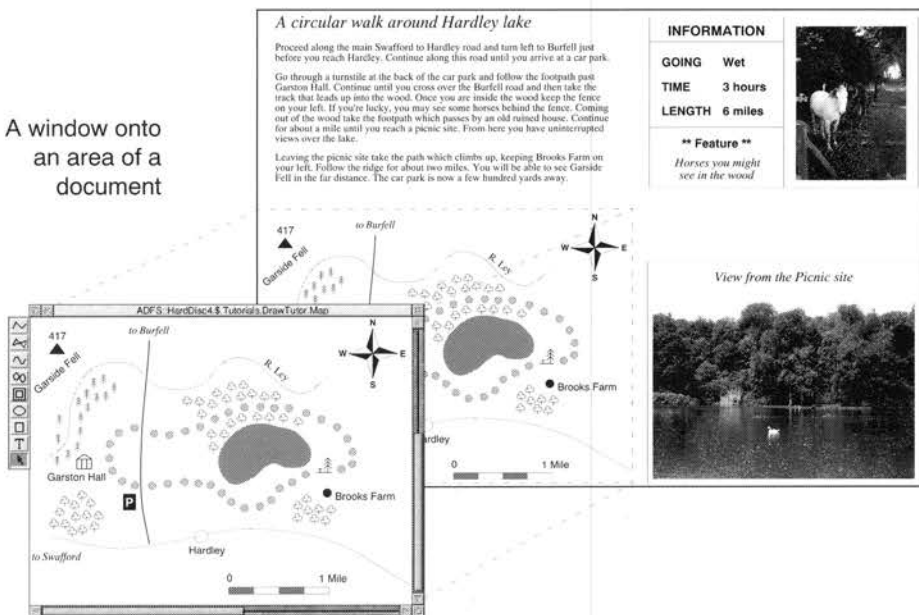 A circular walk around Hardley lake
Proceed along the main Swafford to Hardley road and turn left to Burfell just
before you reach Hardley. Continue along this road until you arrive at a car park.
Go through a turnstile at the back of the car park and follow the footpath past
Garston Hall. Continue until you cross over the Burfell road and then take the
track that leads up into the wood. Once you are inside the wood keep the fence
on your left. If you're lucky, you may see some horses behind the fence. Coming
out of the wood take the footpath which passes by an old ruined house. Continue
for about a mile until you reach a picnic site. From here you have uninterrupted
views over the lake.
Leaving the picnic site take the path which climbs up, keeping Brooks Farm on
your left. Follow the ridge for about two miles. You will be able to see Garside
Fell in the far distance. The car park is now a few hundred yards away.
INFORMATION
GOING Wet
TIME 3 hours
LENGTH 6 miles
** Feature **
Horses you might
see in the wood
A window onto
an area of a
document
417
Garside Fell
to Burfell
R. Ley
N
W E
S
Brooks Farm
ardley
0 1 Mile
View from the Picnic site
ADFS::HardDisc4.$.Tutorials.DrawTutor.Map
T
417
Garside Fell
to Burfell
R. Ley
N
W E
S
Garston Hall
P
Brooks Farm
to Swafford
Hardley
0 1 Mile